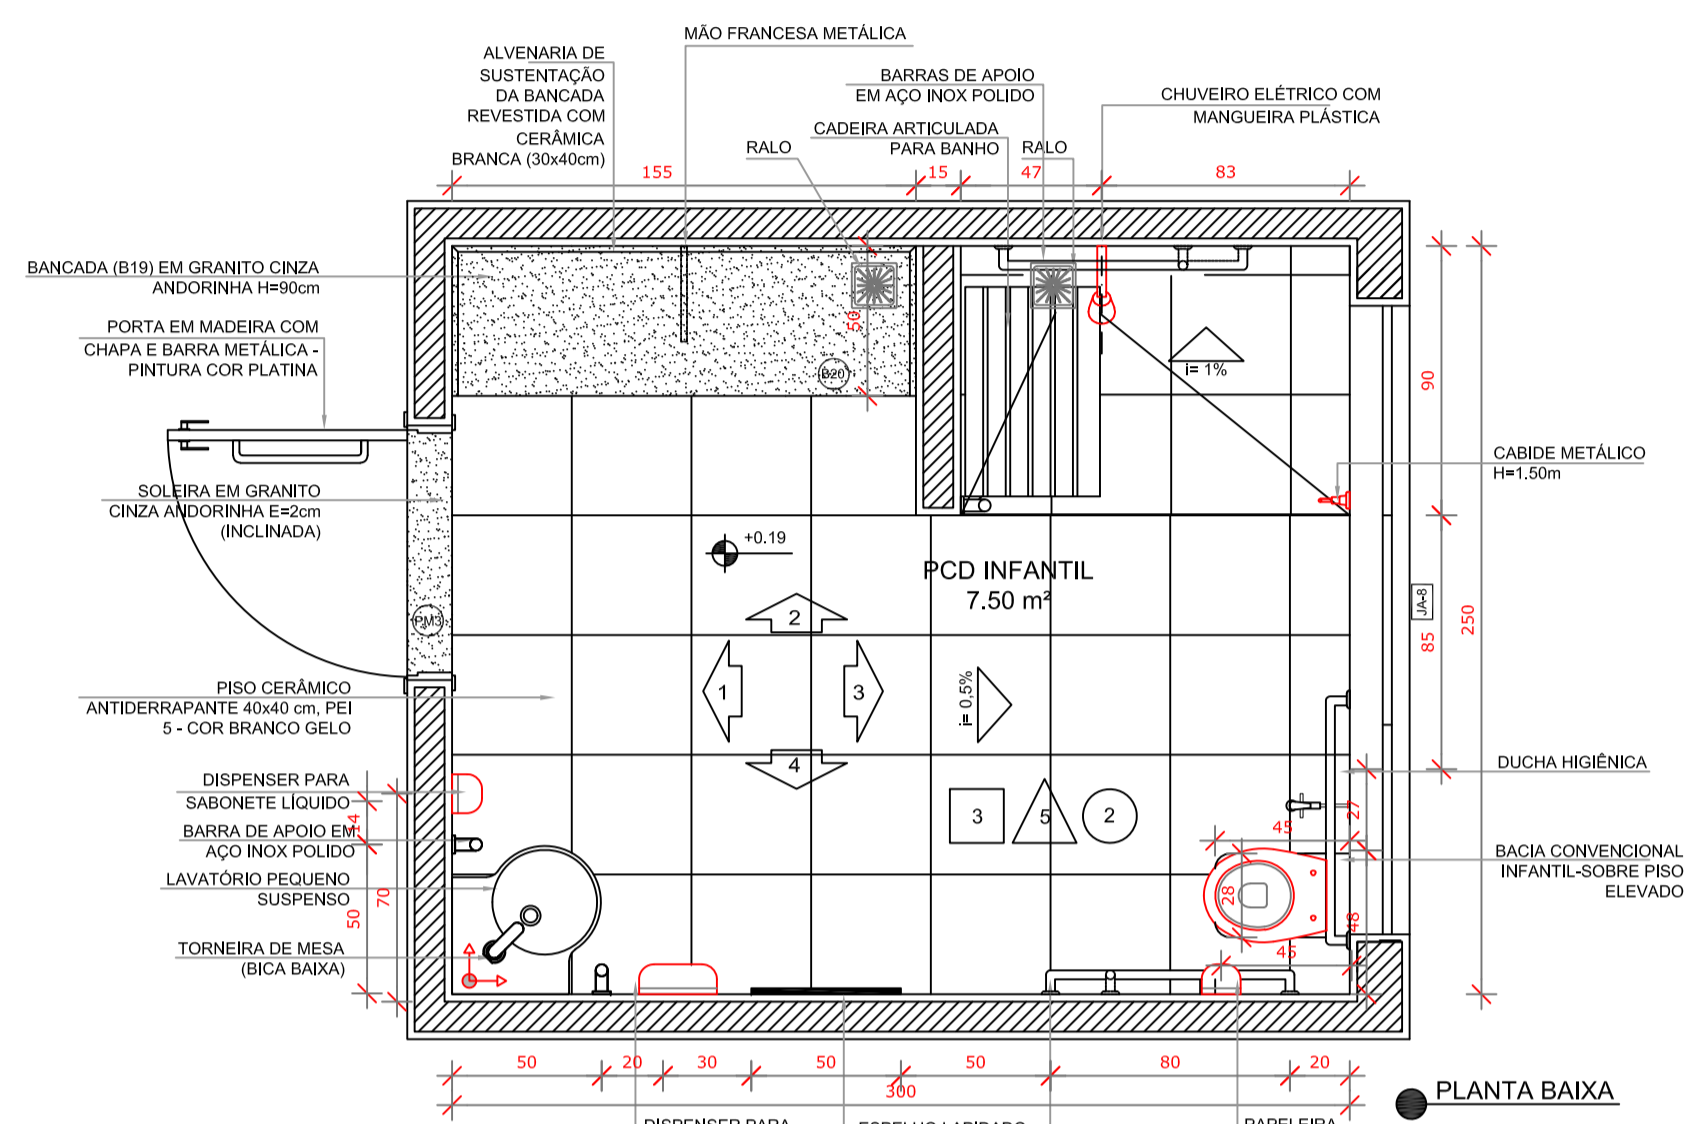 MÃO FRANCESA METÁLICA
ALVENARIA DE
SUSTENTAÇÃO
DA BANCADA
REVESTIDA COM
CERÂMICA
BRANCA (30x40cm)
BARRAS DE APOIO
EM AÇO INOX POLIDO
CHUVEIRO ELÉTRICO COM
MANGUEIRA PLÁSTICA
CADEIRA ARTICULADA
PARA BANHO
RALO
RALO
155
15
47
83
BANCADA (B19) EM GRANITO CINZA
ANDORINHA H=90cm
PORTA EM MADEIRA COM
CHAPA E BARRA METÁLICA -
PINTURA COR PLATINA
50
B20
i= 1%
90
CABIDE METÁLICO
H=1.50m
SOLEIRA EM GRANITO
CINZA ANDORINHA E=2cm
(INCLINADA)
+0.19
PCD INFANTIL
7.50 m²
PM3
JA-8
85
250
2
1
3
4
i= 0,5%
PISO CERÂMICO
ANTIDERRAPANTE 40x40 cm, PEI
5 - COR BRANCO GELO
DISPENSER PARA
SABONETE LÍQUIDO
14
BARRA DE APOIO EM
AÇO INOX POLIDO
LAVATÓRIO PEQUENO
SUSPENSO
70
50
TORNEIRA DE MESA
(BICA BAIXA)
3
5
2
DUCHA HIGIÊNICA
27
45
BACIA CONVENCIONAL
INFANTIL-SOBRE PISO
ELEVADO
28
48
45
50
20
30
50
50
80
20
300
PLANTA BAIXA
DISPENSER PARA
ESPELHO LAPIDADO
PAPELEIRA